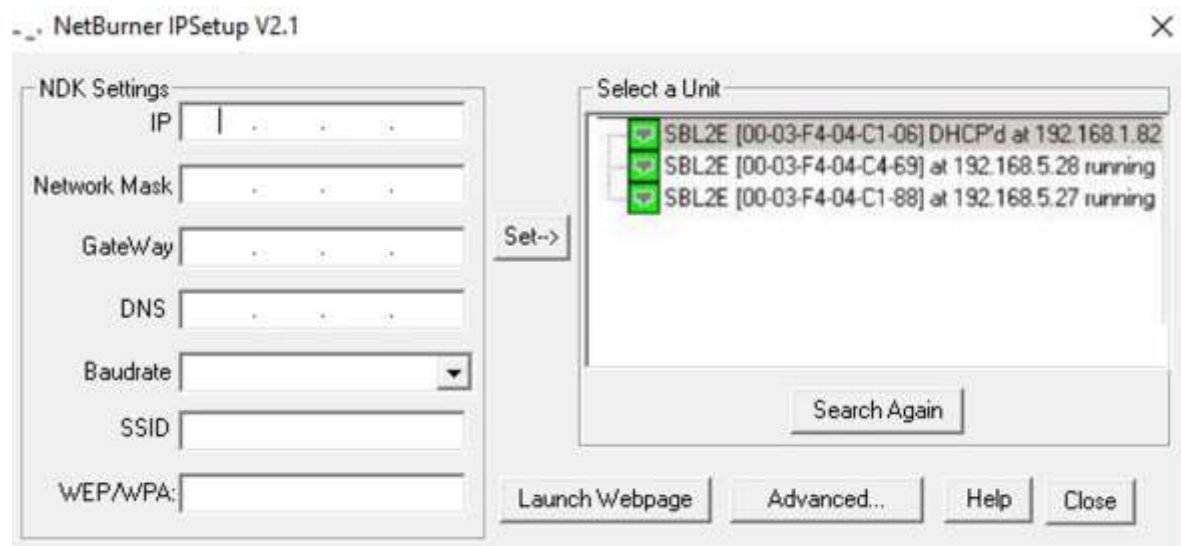 NetBurner IPSetup V2.1
NDK Settings
IP
Network Mask
GateWay
DNS
Baudrate
SSID
WEP/WPA:
Set-->
Select a Unit
SBL2E [00-03-F4-04-C1-06] DHCP'd at 192.168.1.82
SBL2E [00-03-F4-04-C4-69] at 192.168.5.28 running
SBL2E [00-03-F4-04-C1-88] at 192.168.5.27 running
Search Again
Launch Webpage
Advanced...
Help
Close